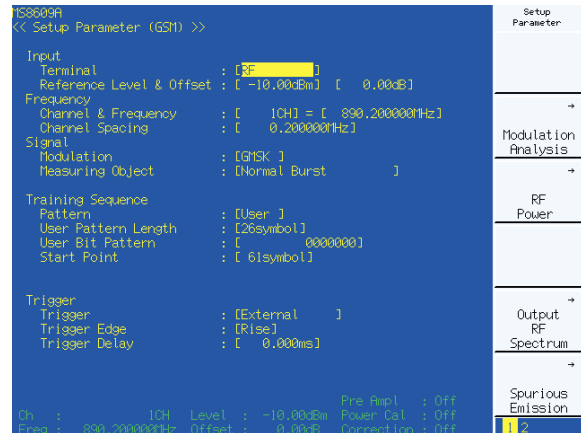 MS8609A
<< Setup Parameter (GSM) >>
Input
Terminal : [RF ]
Reference Level & Offset : [ -10.00dBm] [ 0.00dB]
Frequency
Channel & Frequency : [ 1CH] = [ 890.200000MHz]
Channel Spacing : [ 0.200000MHz]
Signal
Modulation : [GMSK ]
Measuring Object : [Normal Burst ]
Training Sequence
Pattern : [User ]
User Pattern Length : [26symbol]
User Bit Pattern : [ 0000000]
Start Point : [ 61symbol]
Trigger
Trigger : [External ]
Trigger Edge : [Rise]
Trigger Delay : [ 0.000ms]
Pre Ampl : Off
Ch : 1CH Level : -10.00dBm Power Cal : Off
Freq : 890.200000MHz Offset : 0.00dB Correction : Off
Setup
Parameter
→
Modulation
Analysis
→
RF
Power
→
Output
RF
Spectrum
→
Spurious
Emission
1 2